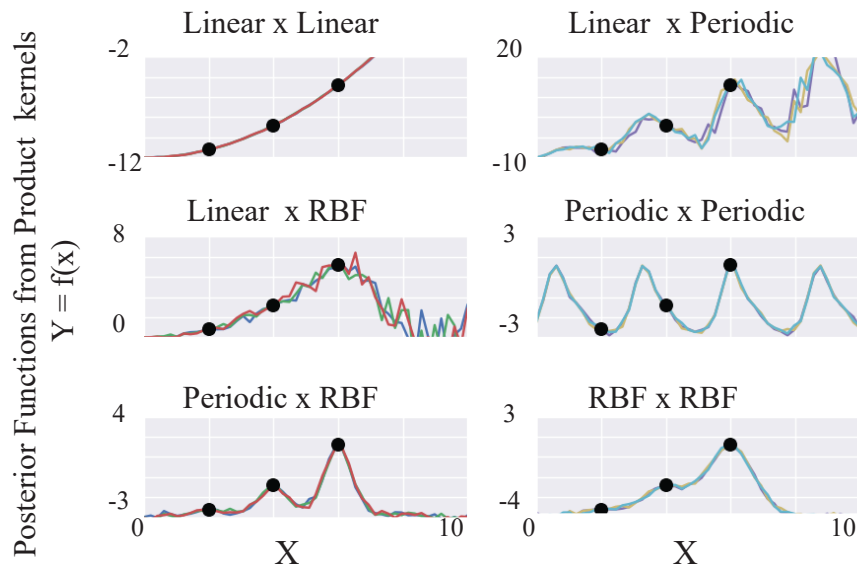 Posterior Functions from Product kernels
Y = f(x)
Linear x Linear
-2
-12
Linear x Periodic
20
-10
Linear x RBF
8
0
Periodic x Periodic
3
-3
Periodic x RBF
4
-3
0
10
X
RBF x RBF
3
-4
0
10
X